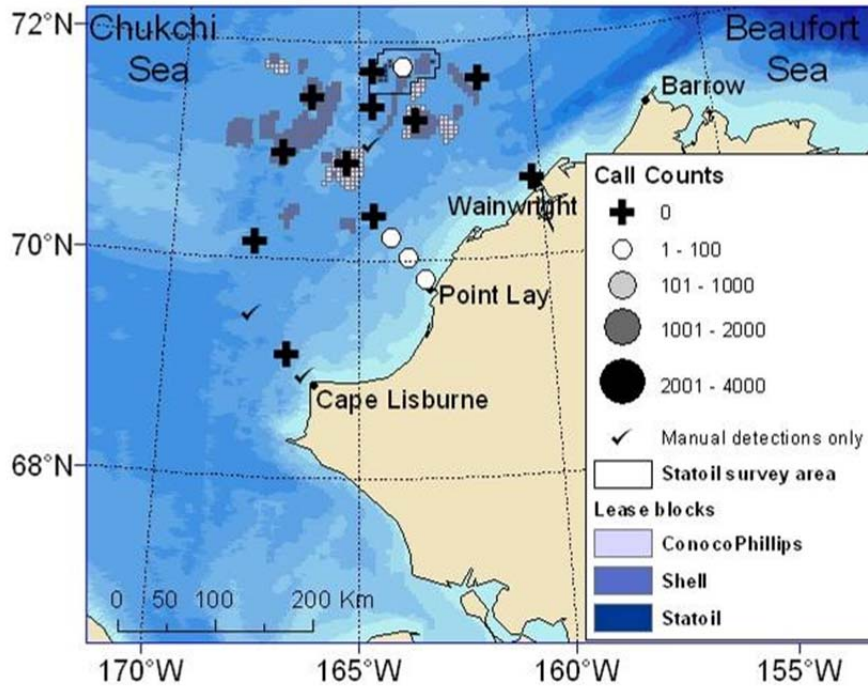 72°N
Chukchi
Sea
Beaufort
Sea
Barrow
Wainwright
70°N
Point Lay
Cape Lisburne
68°N
0 50 100 200 Km
170°W 165°W 160°W 155°W
Call Counts
0
1 - 100
101 - 1000
1001 - 2000
2001 - 4000
Manual detections only
Statoil survey area
Lease blocks
ConocoPhillips
Shell
Statoil